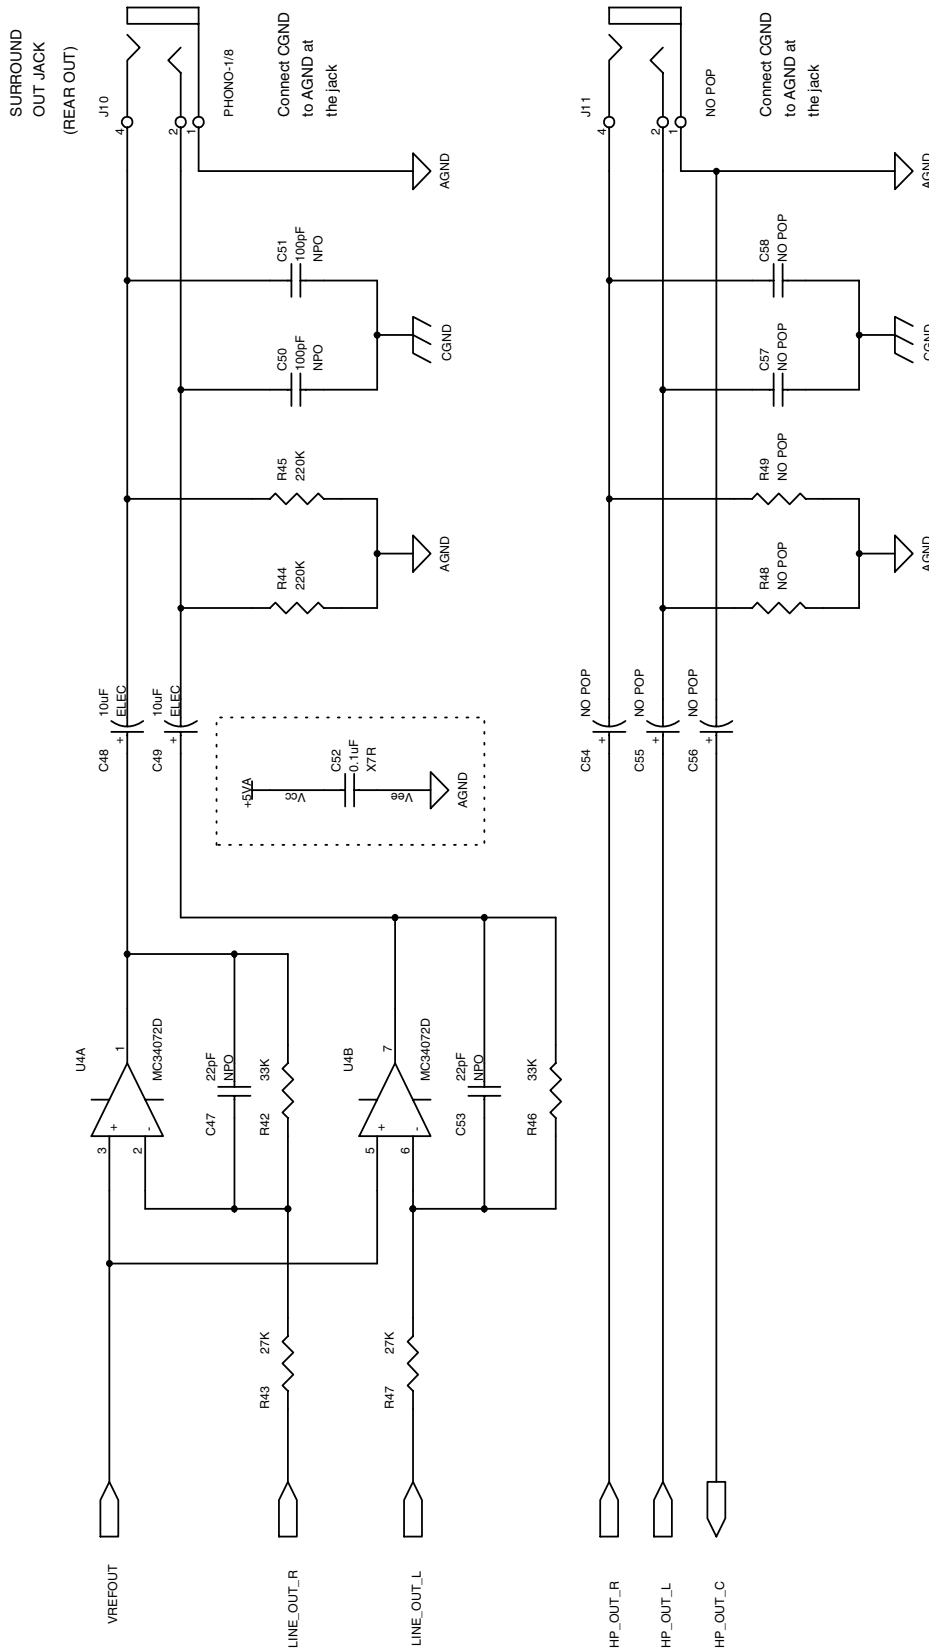 SURROUND
OUT JACK
(REAR OUT)
J10
4
2
1
PHONO-1/8
Connect CGND
to AGND at
the jack
AGND
C51
100pF
NPO
C50
100pF
NPO
CGND
R45
220K
R44
220K
AGND
10uF
ELEC
C48
+
10uF
ELEC
C49
+
+5VA
Vcc
C52
0.1uF
X7R
Vee
AGND
U4A
3
2
+
-
1
MC34072D
C47
22pF
NPO
R42
33K
U4B
5
6
+
-
7
MC34072D
C53
22pF
NPO
R46
33K
R43
27K
R47
27K
VREFOUT
LINE_OUT_R
LINE_OUT_L
J11
4
2
1
NO POP
Connect CGND
to AGND at
the jack
AGND
C58
NO POP
C57
NO POP
CGND
R49
NO POP
R48
NO POP
AGND
NO POP
C54
+
NO POP
C55
+
NO POP
C56
+
HP_OUT_R
HP_OUT_L
HP_OUT_C